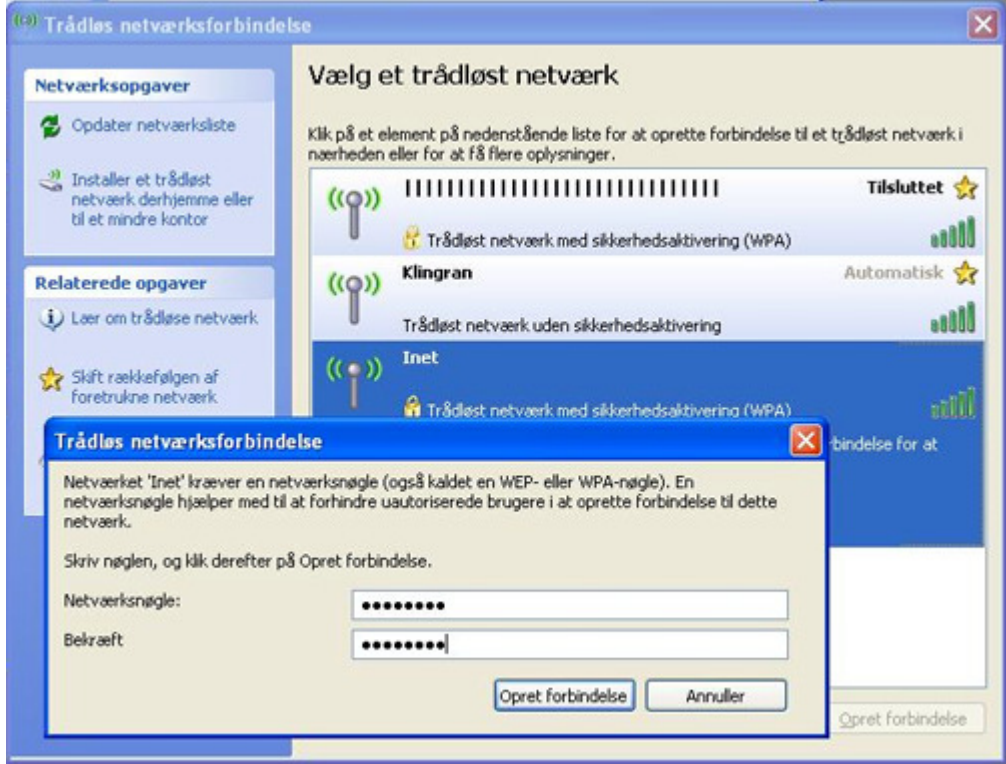 Trådløs netværksforbindelse
Netværksopgaver
Opdater netværksliste
Installer et trådløst
netværk derhjemme eller
til et mindre kontor
Relaterede opgaver
Lær om trådløse netværk
Skift rækkefølgen af
foretrukne netværk
Vælg et trådløst netværk
Klik på et element på nedenstående liste for at oprette forbindelse til et trådløst netværk i
nærheden eller for at få flere oplysninger.
Tilsluttet
Trådløst netværk med sikkerhedsaktivering (WPA)
Klingran
Automatisk
Trådløst netværk uden sikkerhedsaktivering
Inet
Trådløst netværk med sikkerhedsaktivering (WPA)
for at
Trådløs netværksforbindelse
Netværket 'Inet' kræver en netværksnøgle (også kaldet en WEP- eller WPA-nøgle). En
netværksnøgle hjælper med til at forhindre uautoriserede brugere i at oprette forbindelse til dette
netværk.
Skriv nøglen, og klik derefter på Opret forbindelse.
Netværksnøgle:
••••••••
Bekræft
••••••••
Opret forbindelse
Annuller
Opret forbindelse